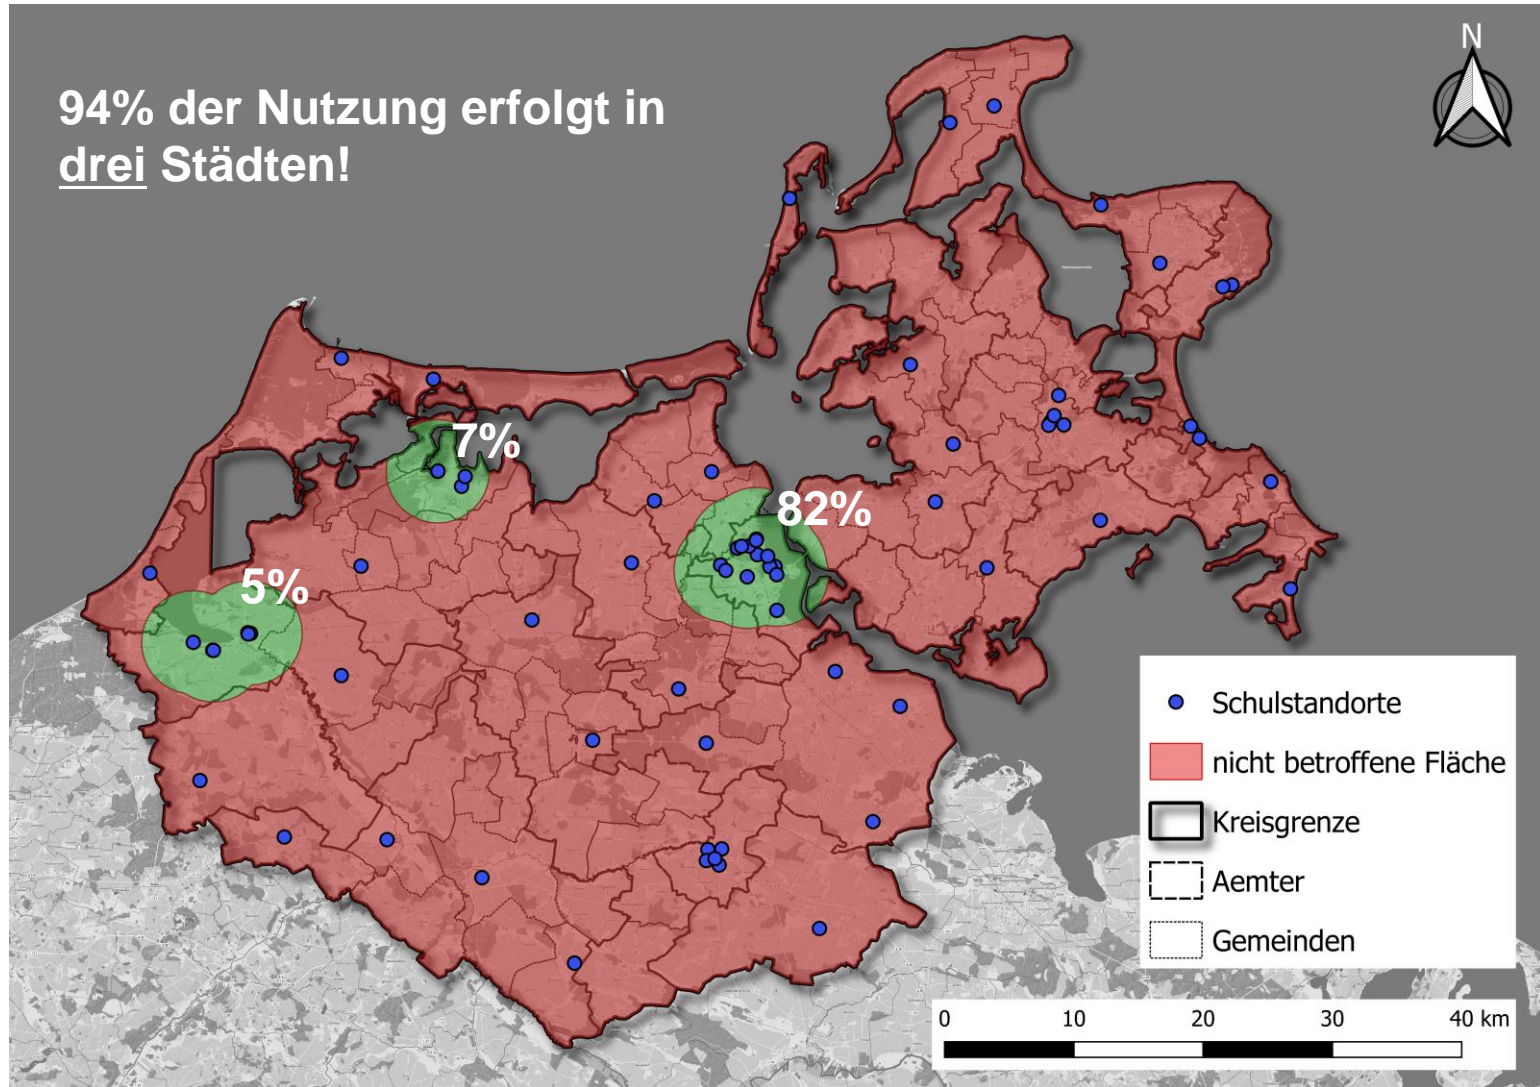 94% der Nutzung erfolgt in
drei Städten!
N
7%
82%
5%
Schulstandorte
nicht betroffene Fläche
Kreisgrenze
Aemter
Gemeinden
0 10 20 30 40 km